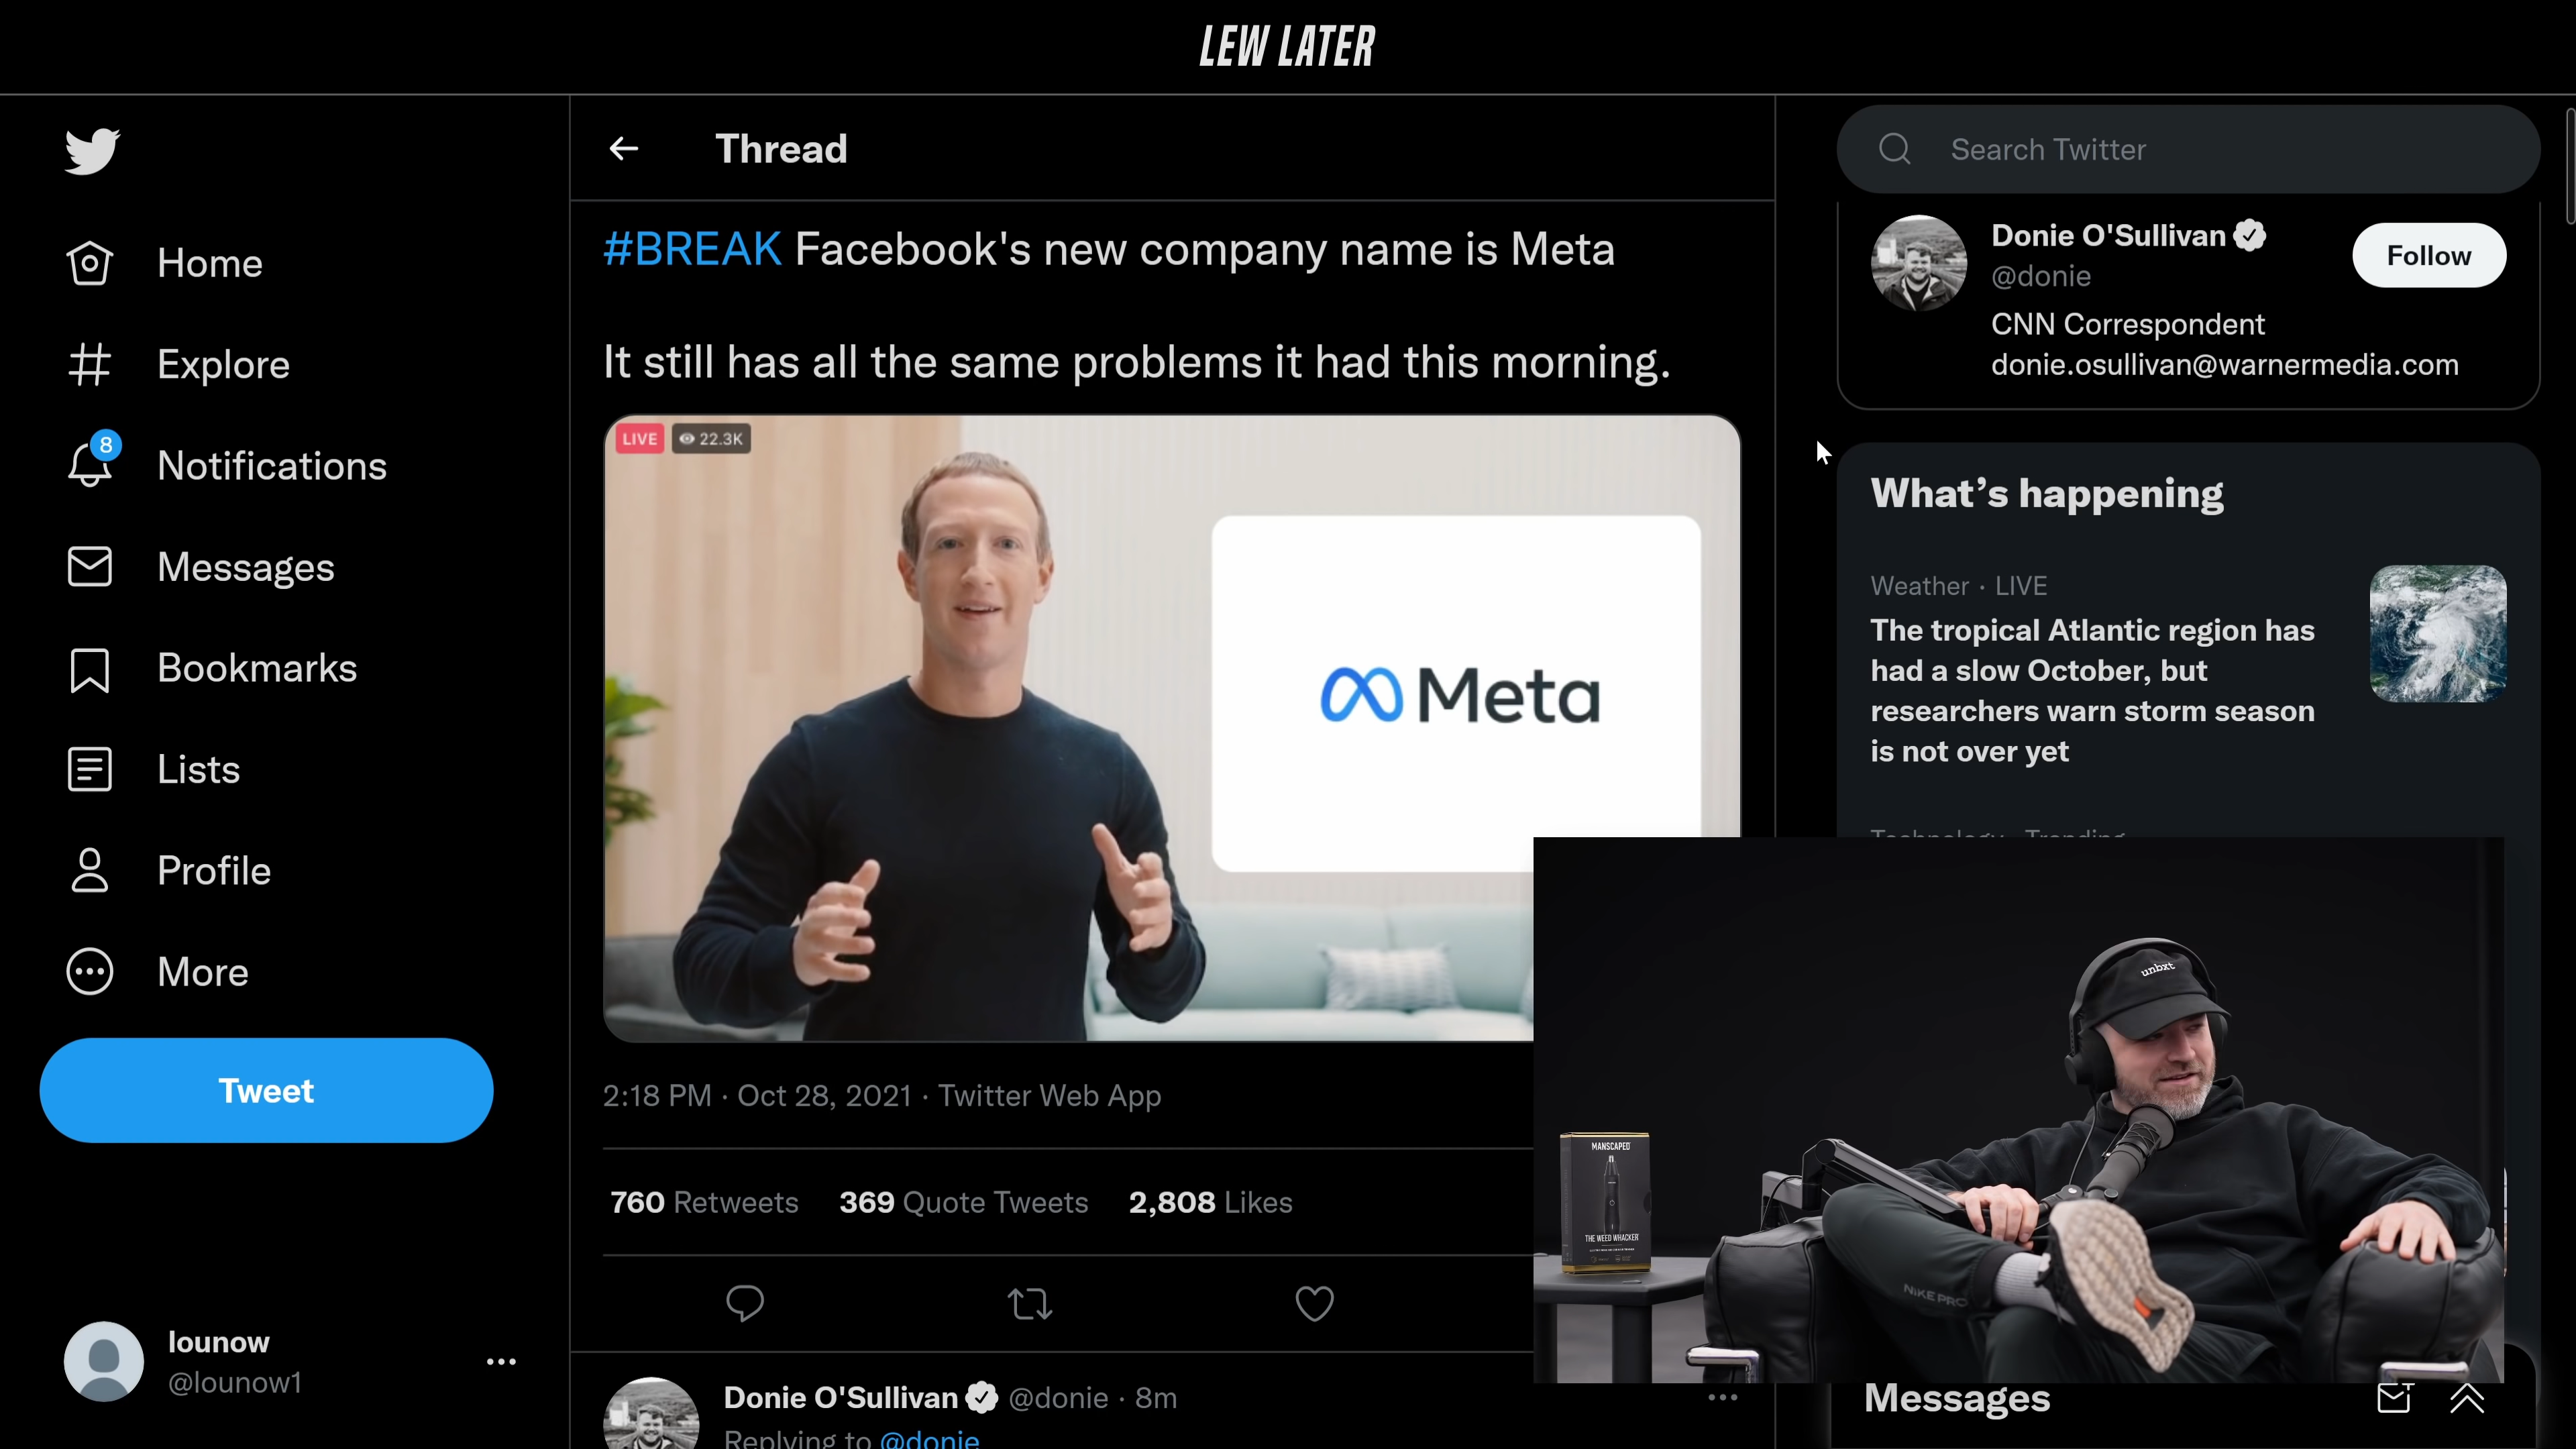 LEW LATER
Home
Explore
8
Notifications
Messages
Bookmarks
Lists
Profile
More
Tweet
lounow
@lounow1
Thread
#BREAK Facebook's new company name is Meta
It still has all the same problems it had this morning.
LIVE 22.3K
Meta
2:18 PM · Oct 28, 2021 · Twitter Web App
760 Retweets 369 Quote Tweets 2,808 Likes
Donie O'Sullivan @donie · 8m
Replying to @donie
Search Twitter
Donie O'Sullivan
@donie
Follow
CNN Correspondent
donie.osullivan@warnermedia.com
What’s happening
Weather · LIVE
The tropical Atlantic region has
had a slow October, but
researchers warn storm season
is not over yet
Technology · Trending
unbxt
MANSCAPED
THE WEED WHACKER
NIKE PRO
Messages